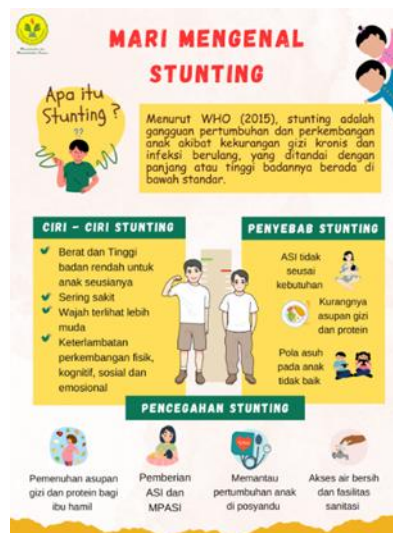 MARI MENGENAL
STUNTING
Apa itu
Stunting ?
??
Menurut WHO (2015), stunting adalah
gangguan pertumbuhan dan perkembangan
anak akibat kekurangan gizi kronis dan
infeksi berulang, yang ditandai dengan
panjang atau tinggi badannya berada di
bawah standar.
CIRI - CIRI STUNTING
Berat dan Tinggi
badan rendah untuk
anak seusianya
Sering sakit
Wajah terlihat lebih
muda
Keterlambatan
perkembangan fisik,
kognitif, sosial dan
emosional
PENYEBAB STUNTING
ASI tidak
seusai
kebutuhan
Kurangnya
asupan gizi
dan protein
Pola asuh
pada anak
tidak baik
PENCEGAHAN STUNTING
Pemenuhan asupan
gizi dan protein bagi
ibu hamil
Pemberian
ASI dan
MPASI
Memantau
pertumbuhan anak
di posyandu
Akses air bersih
dan fasilitas
sanitasi